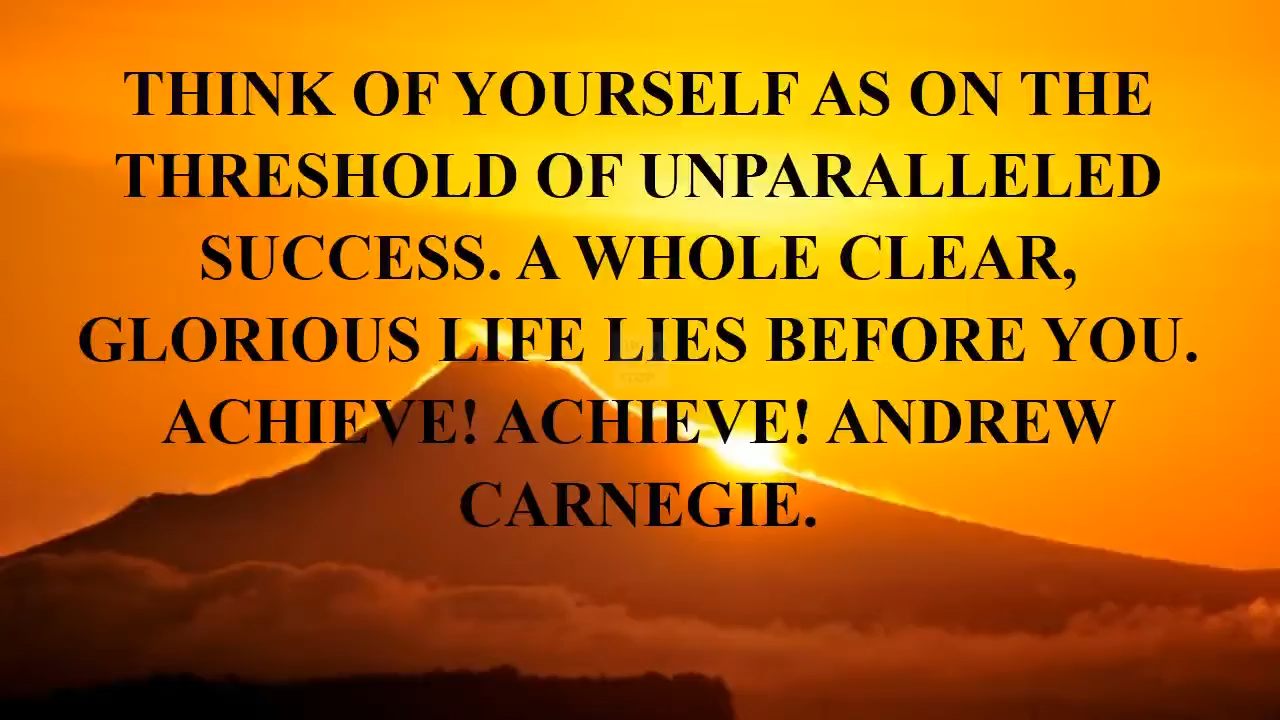 THINK OF YOURSELF AS ON THE
THRESHOLD OF UNPARALLELED
SUCCESS. A WHOLE CLEAR,
GLORIOUS LIFE LIES BEFORE YOU.
ACHIEVE! ACHIEVE! ANDREW
CARNEGIE.